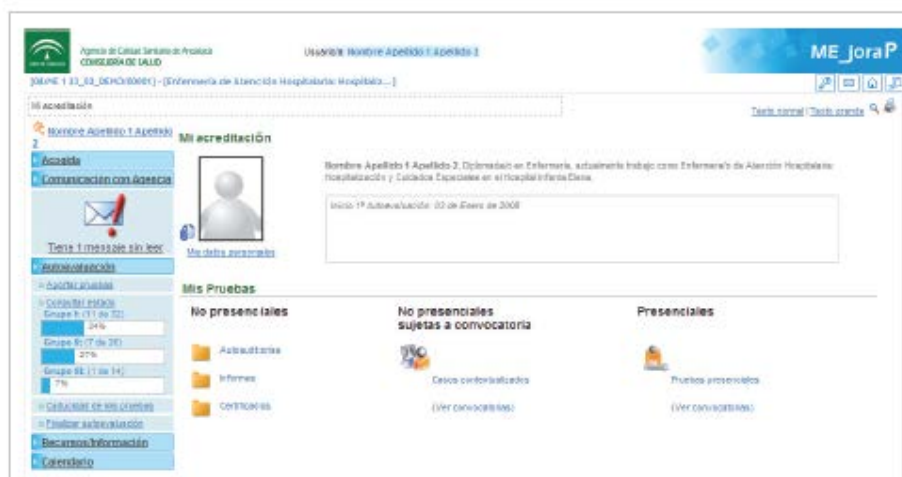 Agencia de Calidad Sanitaria de Andalucía
CONSEJERÍA DE SALUD
Usuario/a: Nombre Apellido 1 Apellido 2
ME_joraP
[Enfermería de Atención Hospitalaria: Hospitaliz...]
Mi acreditación
Texto normal | Texto grande
Nombre Apellido 1 Apellido 2
Acogida
Comunicación con Agencia
Tiene 1 mensaje sin leer
Autoevaluación
Aportar pruebas
Consultar estado
Grupo I: (11 de 32)
34%
Grupo II: (7 de 26)
27%
Grupo III: (1 de 14)
7%
Caducidad de mis pruebas
Finalizar autoevaluación
Recursos/Información
Calendario
Mi acreditación
Mis datos personales
Nombre Apellido 1 Apellido 2, Diplomado/a en Enfermería, actualmente trabajo como Enfermero/a de Atención Hospitalaria:
Hospitalización y Cuidados Especiales en el Hospital Infanta Elena.
Inicio 1ª Autoevaluación: 03 de Enero de 2008
Mis Pruebas
No presenciales
Autoauditorías
Informes
Certificados
No presenciales
sujetas a convocatoria
Casos contextualizados
(Ver convocatorias)
Presenciales
Pruebas presenciales
(Ver convocatorias)